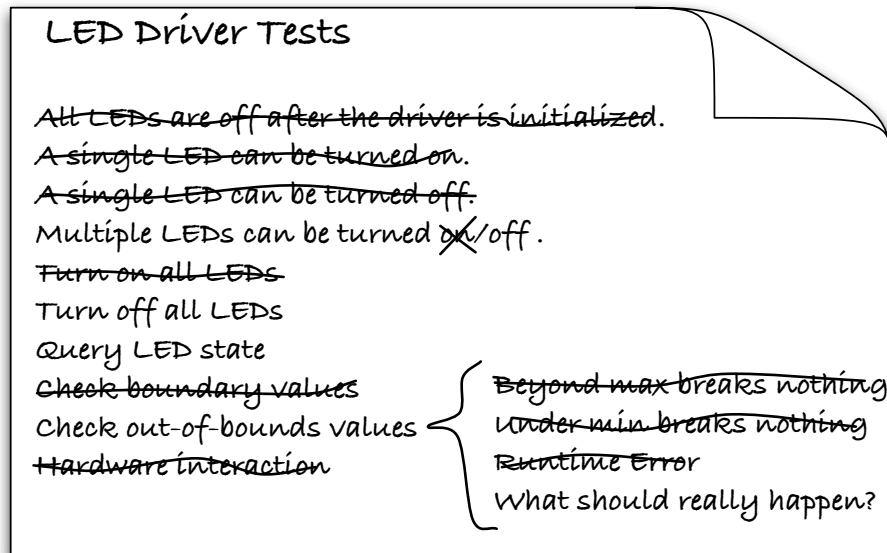 LED Driver Tests
All LEDs are off after the driver is initialized.
A single LED can be turned on.
A single LED can be turned off.
Multiple LEDs can be turned on/off.
Turn on all LEDs
Turn off all LEDs
Query LED state
Check boundary values
Check out-of-bounds values
Hardware interaction
Beyond max breaks nothing
Under min breaks nothing
Runtime Error
What should really happen?